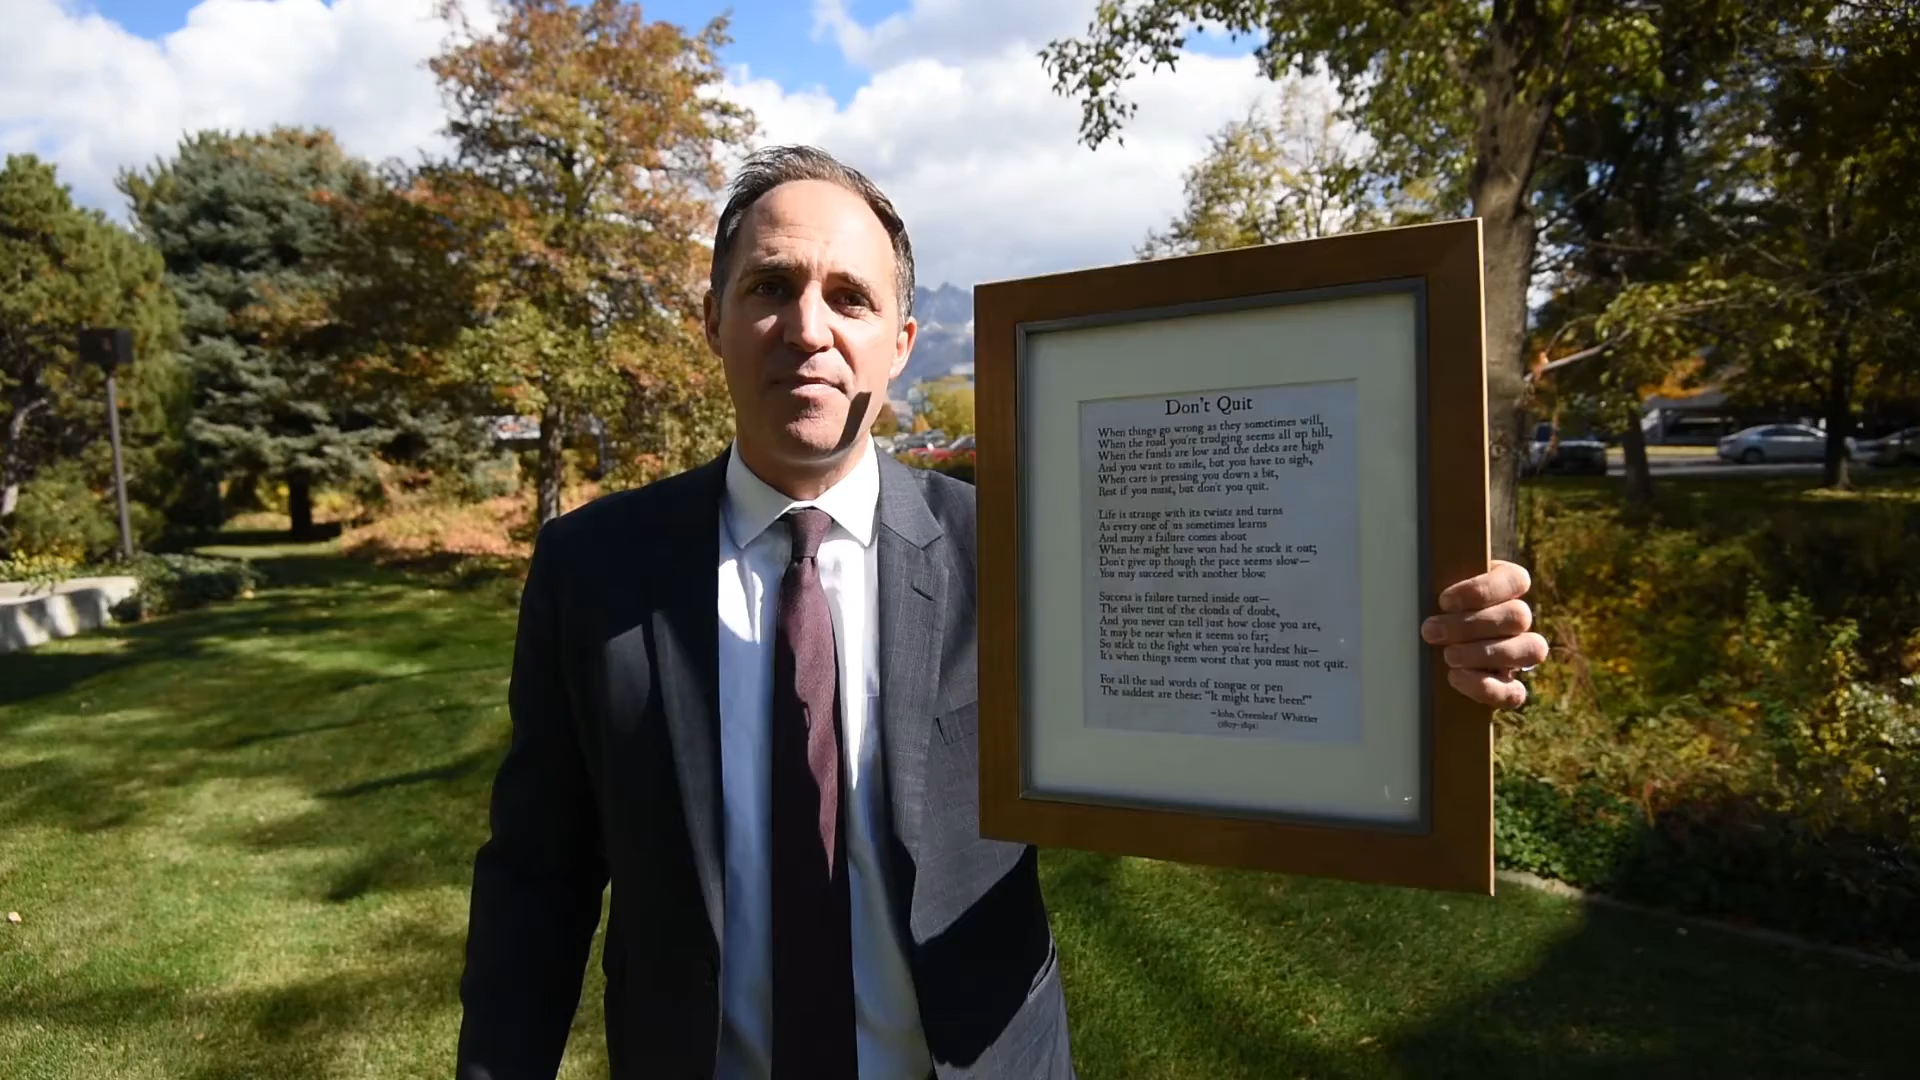 Don't Quit
When things go wrong as they sometimes will,
When the road you're trudging seems all up hill,
When the funds are low and the debts are high
And you want to smile, but you have to sigh,
When care is pressing you down a bit,
Rest if you must, but don't you quit.
Life is strange with its twists and turns
As every one of us sometimes learns
And many a failure comes about
When he might have won had he stuck it out;
Don't give up though the pace seems slow—
You may succeed with another blow.
Success is failure turned inside out—
The silver tint of the clouds of doubt,
And you never can tell just how close you are,
It may be near when it seems so far;
So stick to the fight when you're hardest hit—
It's when things seem worst that you must not quit.
For all the sad words of tongue or pen
The saddest are these: "It might have been!"
—John Greenleaf Whittier
(1807-1892)